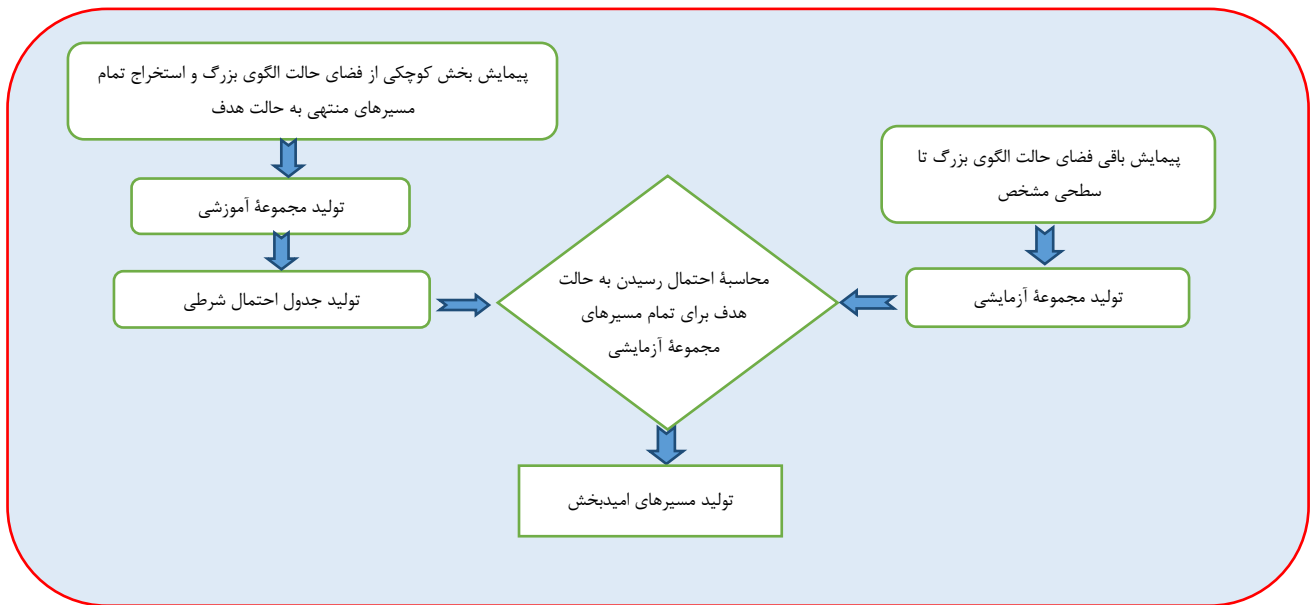 پیمایش بخش کوچکی از فضای حالت الگوی بزرگ و استخراج تمام
مسیرهای منتهی به حالت هدف
تولید مجموعهٔ آموزشی
تولید جدول احتمال شرطی
پیمایش باقی فضای حالت الگوی بزرگ تا
سطحی مشخص
تولید مجموعهٔ آزمایشی
محاسبهٔ احتمال رسیدن به حالت
هدف برای تمام مسیرهای
مجموعهٔ آزمایشی
تولید مسیرهای امیدبخش